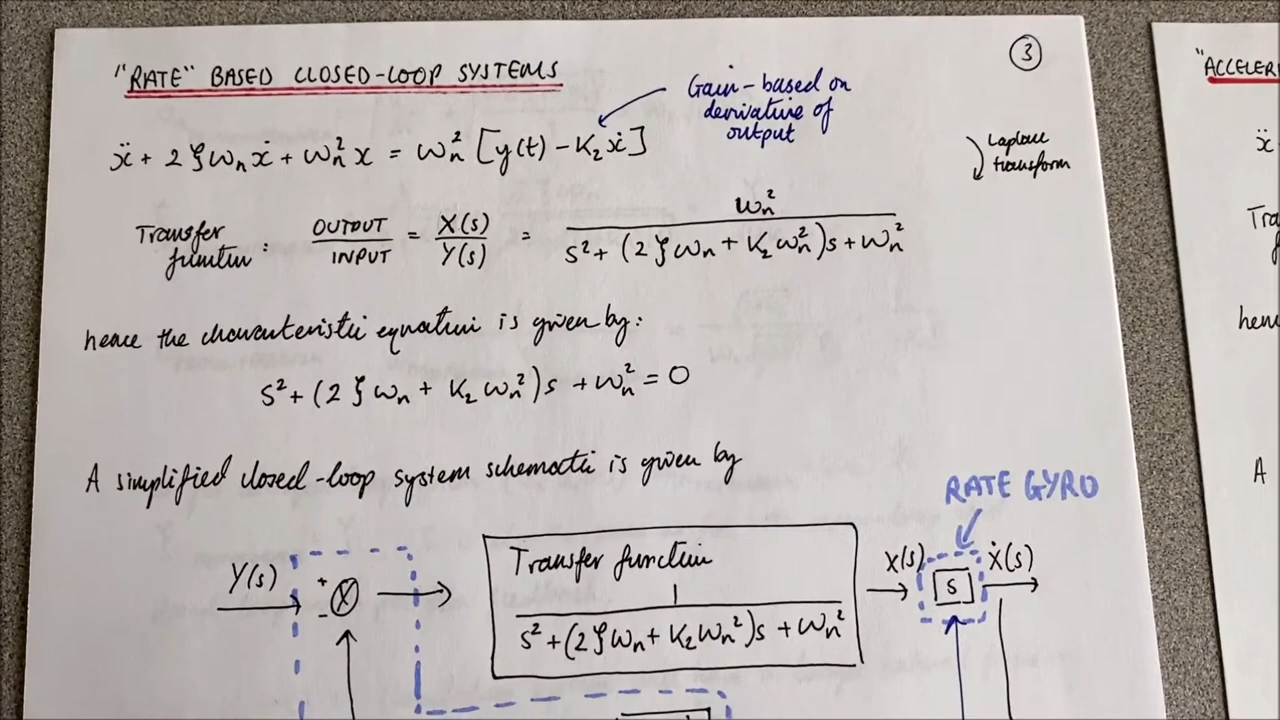 "RATE" BASED CLOSED-LOOP SYSTEMS
③
Gain-based on
derivative of
output
ẍ + 2ζωₙẋ + ωₙ²x = ωₙ² [y(t) − K₂ẋ]
Laplace
transform
Transfer
function: OUTPUT/INPUT = X(s)/Y(s) = ωₙ² / (s² + (2ζωₙ + K₂ωₙ²)s + ωₙ²)
hence the characteristic equation is given by:
s² + (2ζωₙ + K₂ωₙ²)s + ωₙ² = 0
A simplified closed-loop system schematic is given by
RATE GYRO
Y(s) + −
Transfer function
1 / (s² + (2ζωₙ + K₂ωₙ²)s + ωₙ²)
X(s) s Ẋ(s)
"ACCELER
ẍ
Tra
f
henc
A